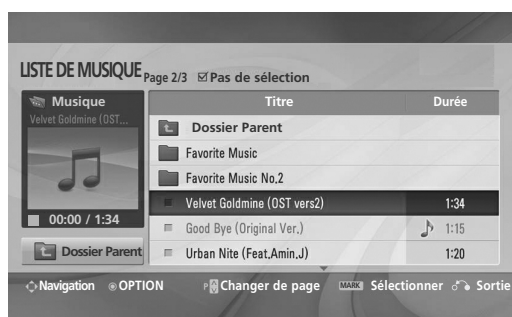 LISTE DE MUSIQUE Page 2/3 ☑ Pas de sélection
Musique
Velvet Goldmine (OST...
00:00 / 1:34
Dossier Parent
Titre Durée
Dossier Parent
Favorite Music
Favorite Music No.2
Velvet Goldmine (OST vers2) 1:34
Good Bye (Original Ver.) 1:15
Urban Nite (Feat.Amin.J) 1:20
Navigation OPTION P Changer de page MARK Sélectionner Sortie